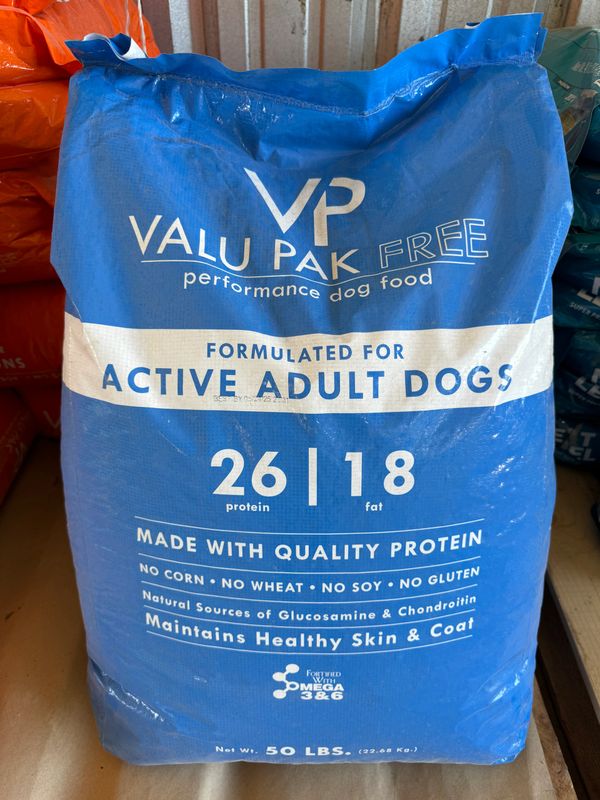 VP
VALU PAK FREE
performance dog food
FORMULATED FOR
ACTIVE ADULT DOGS
26 | 18
protein fat
MADE WITH QUALITY PROTEIN
NO CORN • NO WHEAT • NO SOY • NO GLUTEN
Natural Sources of Glucosamine & Chondroitin
Maintains Healthy Skin & Coat
FORTIFIED
WITH
OMEGA
3&6
Net Wt. 50 LBS. (22.68 Kg.)